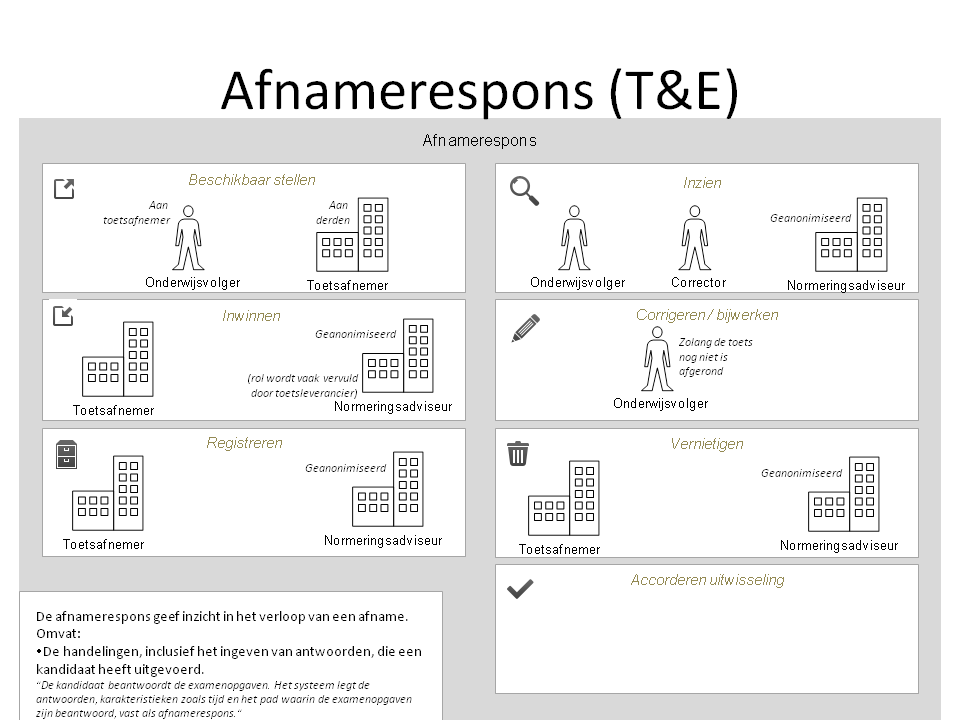 Afnamerespons (T&E)
Afnamerespons
Beschikbaar stellen
Aan
toetsafnemer
Onderwijsvolger
Aan
derden
Toetsafnemer
Inzien
Onderwijsvolger
Corrector
Geanonimiseerd
Normeringsadviseur
Inwinnen
Toetsafnemer
Geanonimiseerd
(rol wordt vaak vervuld
door toetsleverancier)
Normeringsadviseur
Corrigeren / bijwerken
Zolang de toets
nog niet is
afgerond
Onderwijsvolger
Registreren
Toetsafnemer
Geanonimiseerd
Normeringsadviseur
Vernietigen
Toetsafnemer
Geanonimiseerd
Normeringsadviseur
Accorderen uitwisseling
De afnamerespons geef inzicht in het verloop van een afname.
Omvat:
•De handelingen, inclusief het ingeven van antwoorden, die een
kandidaat heeft uitgevoerd.
"De kandidaat beantwoordt de examenopgaven. Het systeem legt de
antwoorden, karakteristieken zoals tijd en het pad waarin de examenopgaven
zijn beantwoord, vast als afnamerespons."